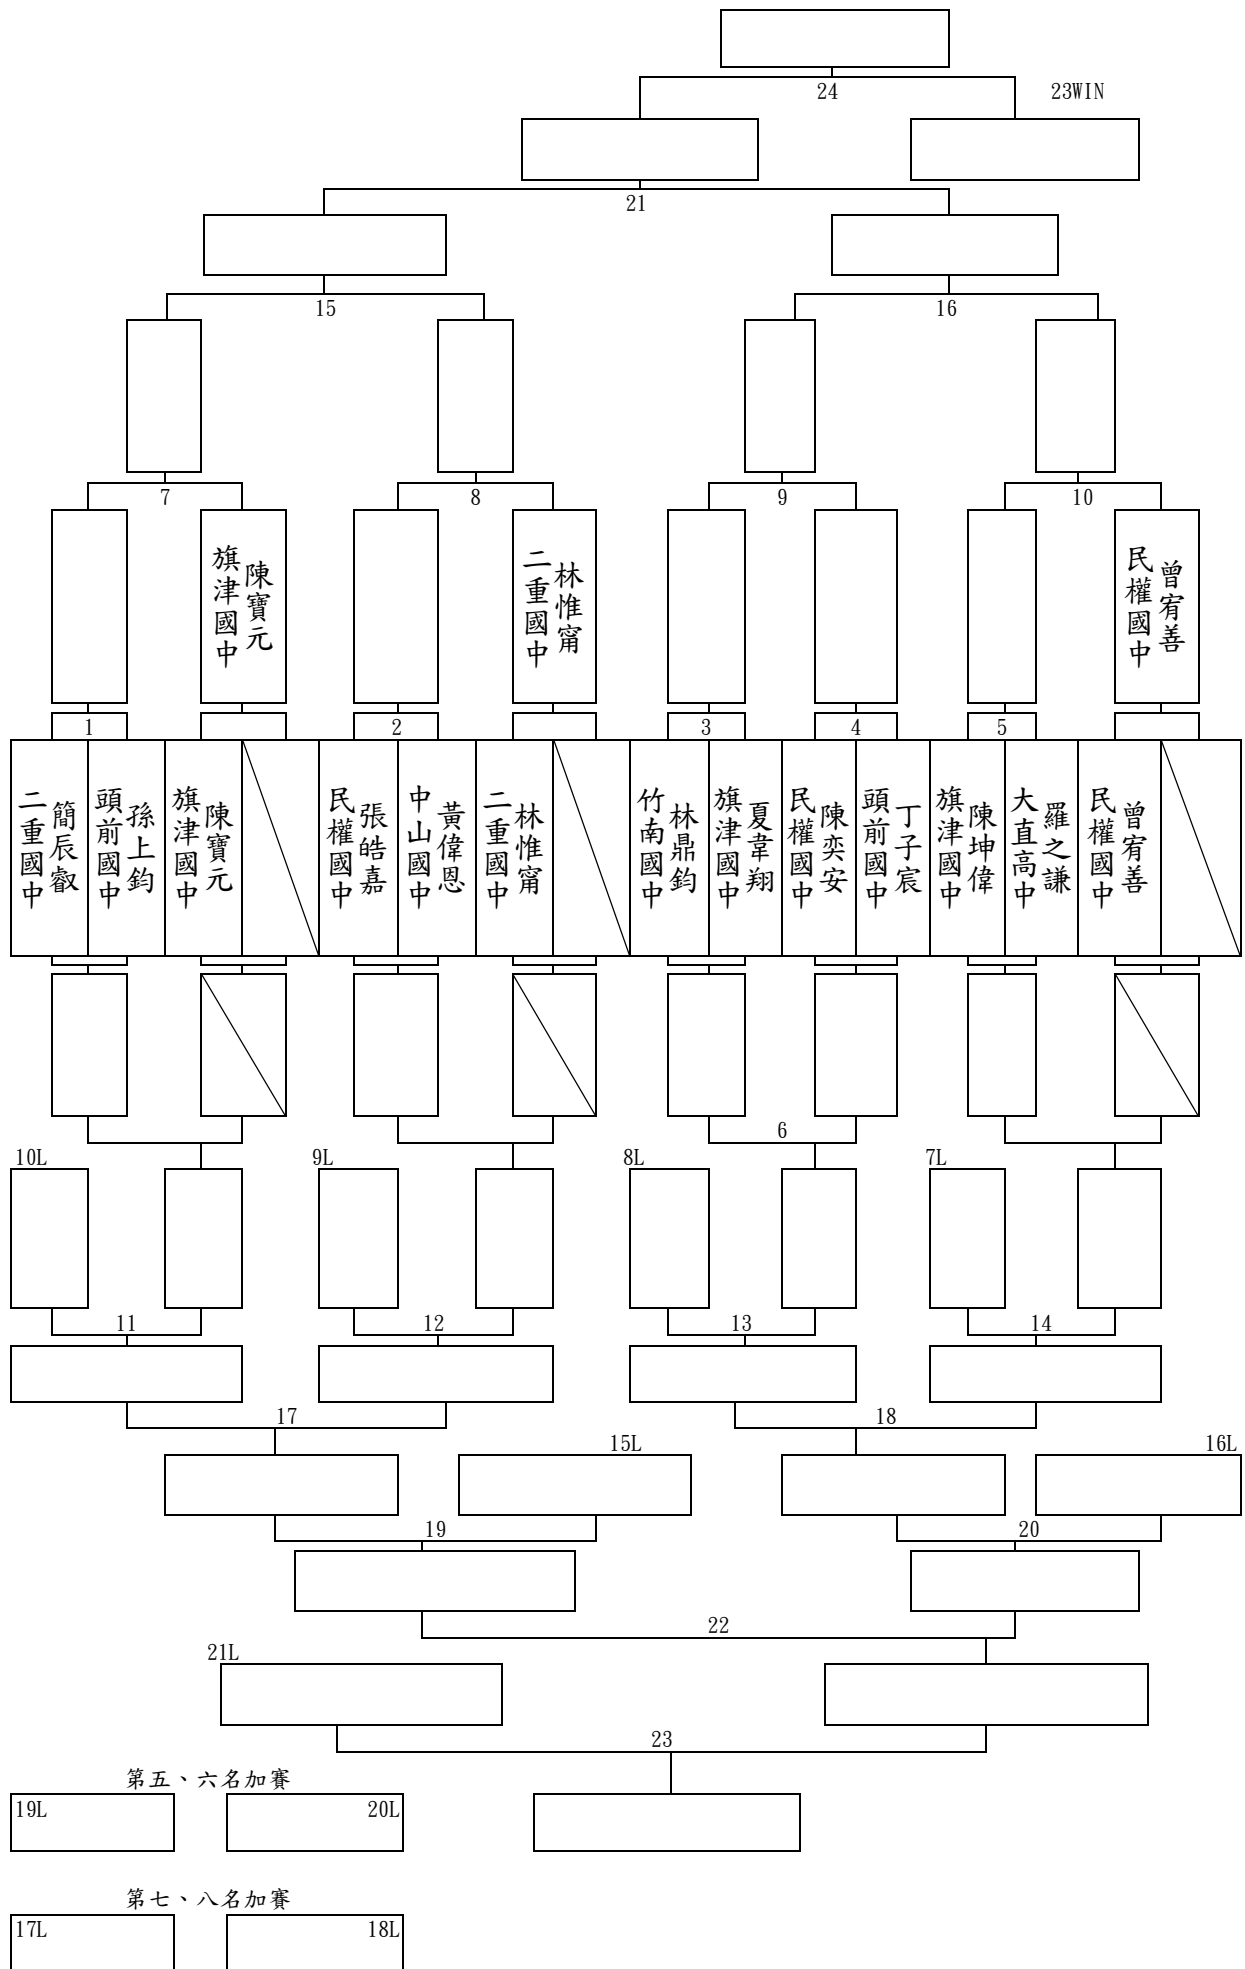 24
23WIN
21
15
16
7
8
9
10
旗津國中
陳寶元
二重國中
林惟甯
民權國中
曾宥善
1
2
3
4
5
二重國中
簡辰叡
頭前國中
孫上鈞
旗津國中
陳寶元
民權國中
張皓嘉
中山國中
黃偉恩
二重國中
林惟甯
竹南國中
林鼎鈞
旗津國中
夏韋翔
民權國中
陳奕安
頭前國中
丁子宸
旗津國中
陳坤偉
大直高中
羅之謙
民權國中
曾宥善
6
10L
9L
8L
7L
11
12
13
14
17
18
15L
16L
19
20
22
21L
23
第五、六名加賽
19L
20L
第七、八名加賽
17L
18L